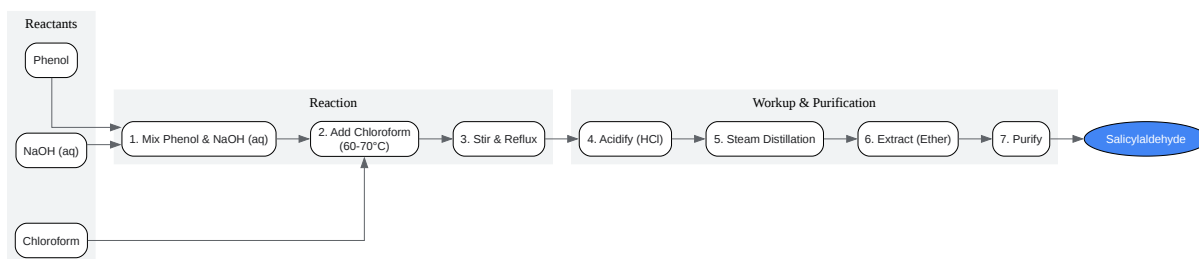 Reactants
Phenol
NaOH (aq)
Chloroform
Reaction
1. Mix Phenol & NaOH (aq)
2. Add Chloroform
(60-70°C)
3. Stir & Reflux
Workup & Purification
4. Acidify (HCl)
5. Steam Distillation
6. Extract (Ether)
7. Purify
Salicylaldehyde